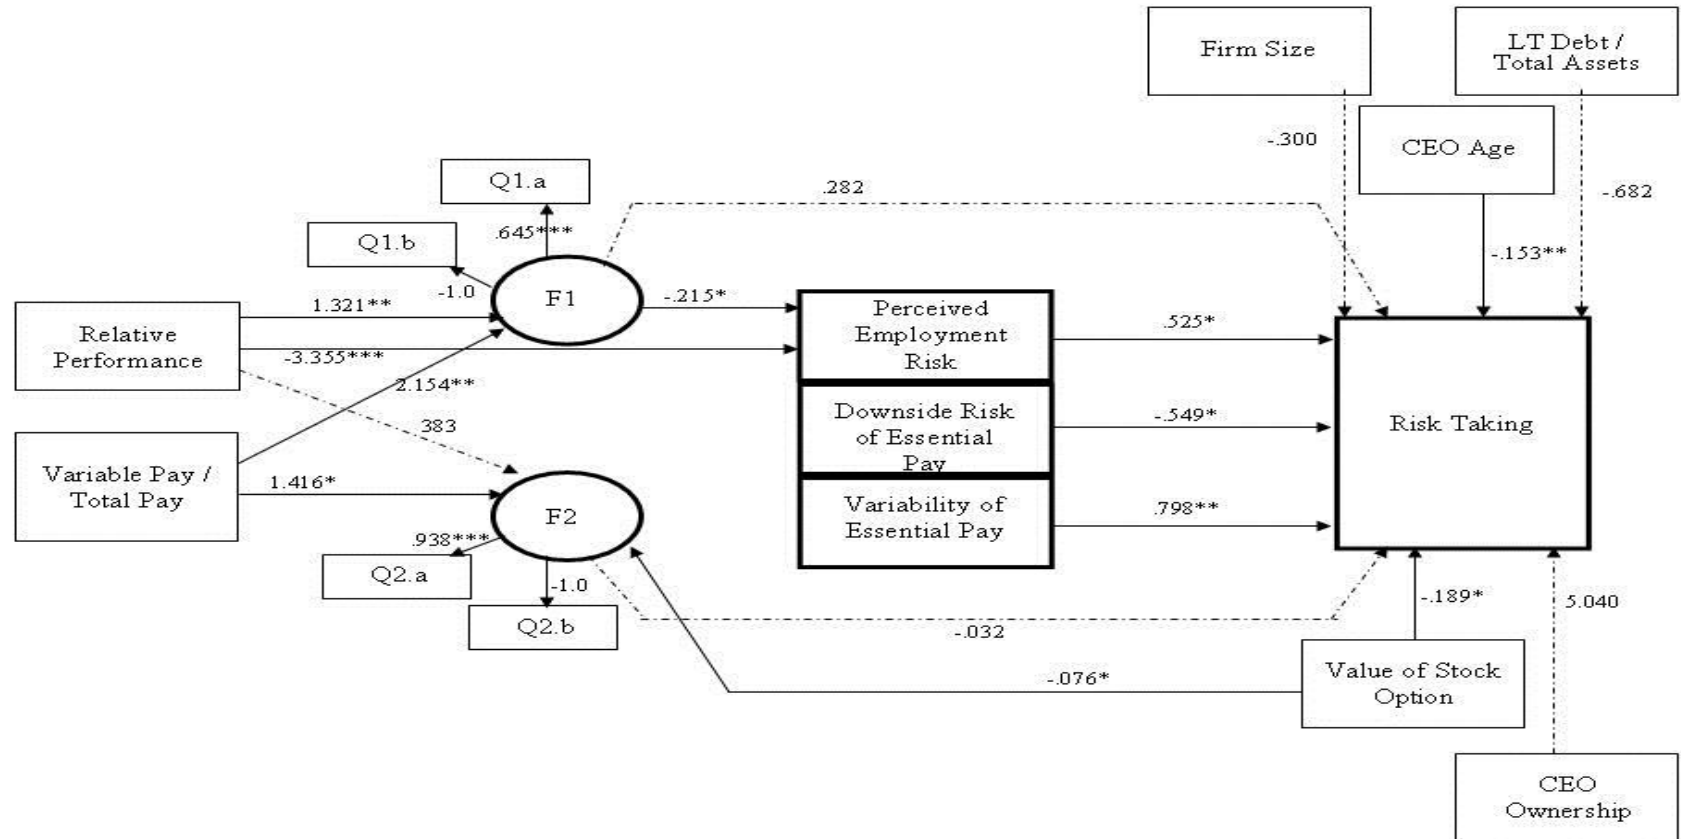 Firm Size
LT Debt /
Total Assets
-.300
CEO Age
-.682
Q1.a
.282
.645***
Q1.b
-.153**
-1.0
F1
-.215*
1.321**
Perceived
Employment
Risk
.525*
Relative
Performance
-3.355***
2.154**
Downside Risk
of Essential
Pay
-.549*
Risk Taking
383
Variable Pay /
Total Pay
1.416*
Variability of
Essential Pay
.798**
F2
.938***
Q2.a
-1.0
-.189*
5.040
Q2.b
-.032
-.076*
Value of Stock
Option
CEO
Ownership